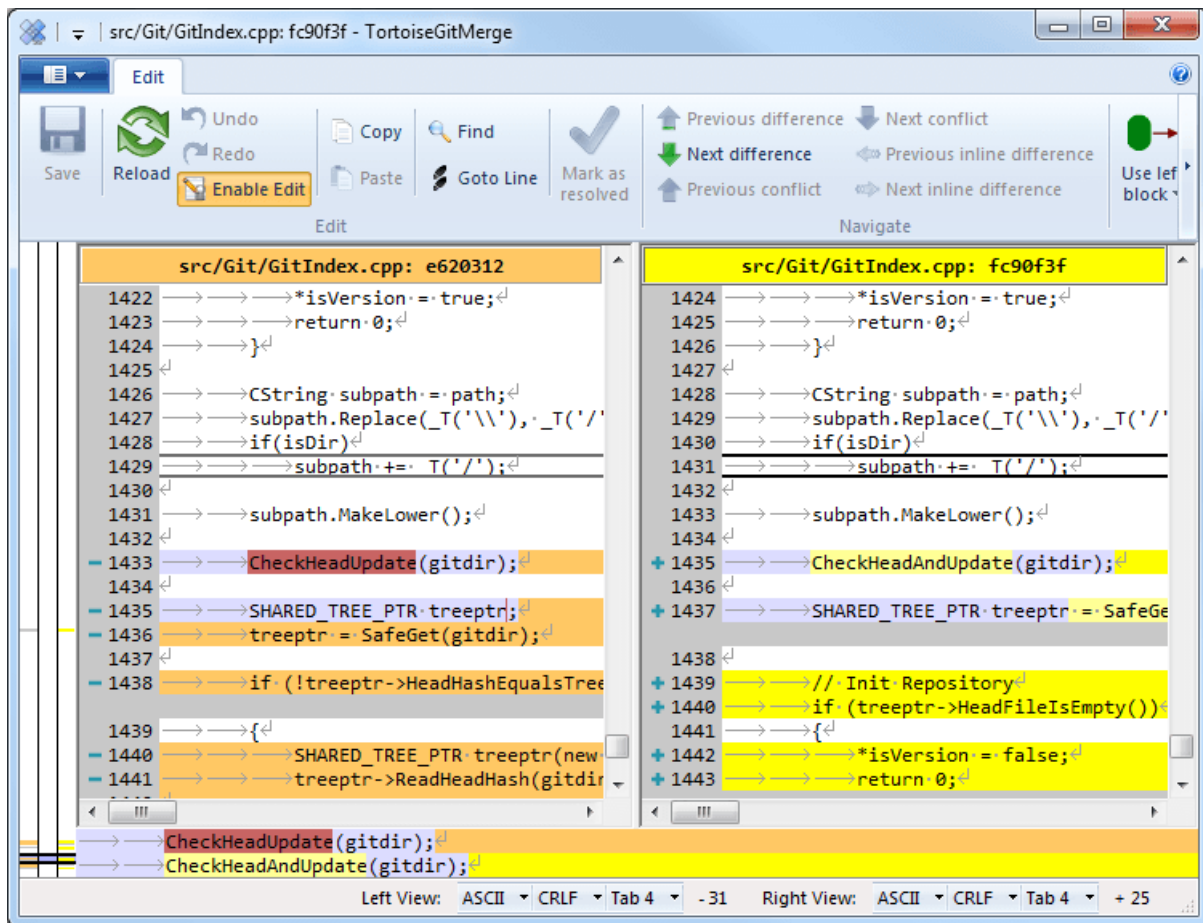 src/Git/GitIndex.cpp: fc90f3f - TortoiseGitMerge
Edit
Save
Reload
Undo
Redo
Enable Edit
Copy
Paste
Find
Goto Line
Mark as
resolved
Edit
Previous difference
Next difference
Previous conflict
Next conflict
Previous inline difference
Next inline difference
Navigate
Use lef
block
src/Git/GitIndex.cpp: e620312
1422 *isVersion = true;
1423 return 0;
1424 }
1425
1426 CString subpath = path;
1427 subpath.Replace(_T('\\'), _T('/'
1428 if(isDir)
1429 subpath += _T('/');
1430
1431 subpath.MakeLower();
1432
1433 CheckHeadUpdate(gitdir);
1434
1435 SHARED_TREE_PTR treeptr;
1436 treeptr = SafeGet(gitdir);
1437
1438 if (!treeptr->HeadHashEqualsTree
1439 {
1440 SHARED_TREE_PTR treeptr(new
1441 treeptr->ReadHeadHash(gitdir
src/Git/GitIndex.cpp: fc90f3f
1424 *isVersion = true;
1425 return 0;
1426 }
1427
1428 CString subpath = path;
1429 subpath.Replace(_T('\\'), _T('/'
1430 if(isDir)
1431 subpath += _T('/');
1432
1433 subpath.MakeLower();
1434
1435 CheckHeadAndUpdate(gitdir);
1436
1437 SHARED_TREE_PTR treeptr = SafeGe
1438
1439 // Init Repository
1440 if (treeptr->HeadFileIsEmpty())
1441 {
1442 *isVersion = false;
1443 return 0;
CheckHeadUpdate(gitdir);
CheckHeadAndUpdate(gitdir);
Left View: ASCII CRLF Tab 4 - 31 Right View: ASCII CRLF Tab 4 + 25